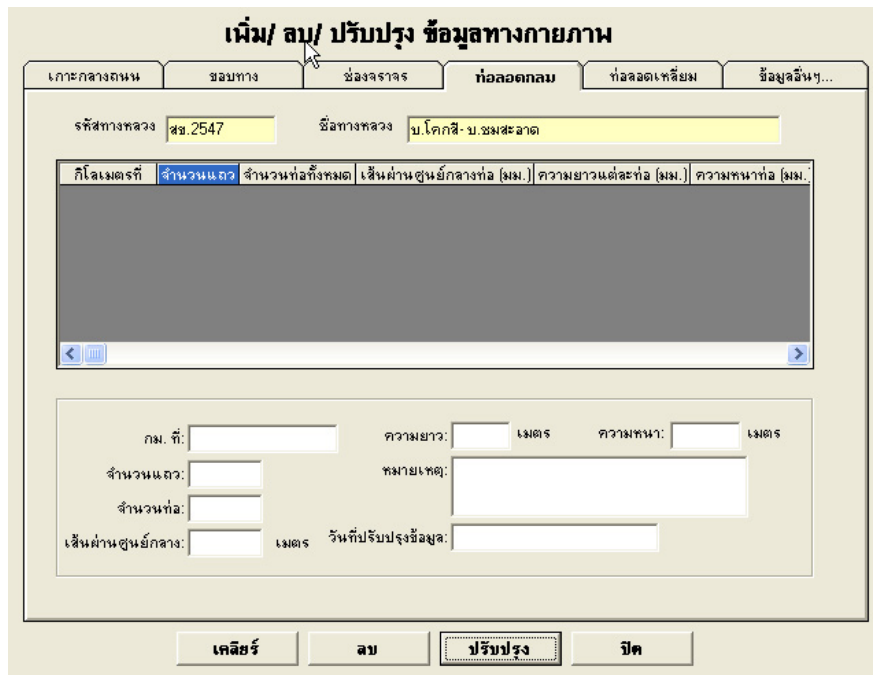 เพิ่ม/ ลบ/ ปรับปรุง ข้อมูลทางกายภาพ
เกาะกลางถนน ขอบทาง ช่องจราจร ท่อลอดกลม ท่อลอดเหลี่ยม ข้อมูลอื่นๆ...
รหัสทางหลวง สข.2547 ชื่อทางหลวง บ.โคกสี- บ.ชมสะอาด
กิโลเมตรที่ จำนวนแถว จำนวนท่อทั้งหมด เส้นผ่านศูนย์กลางท่อ (มม.) ความยาวแต่ละท่อ (มม.) ความหนาท่อ (มม.)
กม. ที่: ความยาว: เมตร ความหนา: เมตร
จำนวนแถว: หมายเหตุ:
จำนวนท่อ:
เส้นผ่านศูนย์กลาง: เมตร วันที่ปรับปรุงข้อมูล:
เคลียร์ ลบ ปรับปรุง ปิด